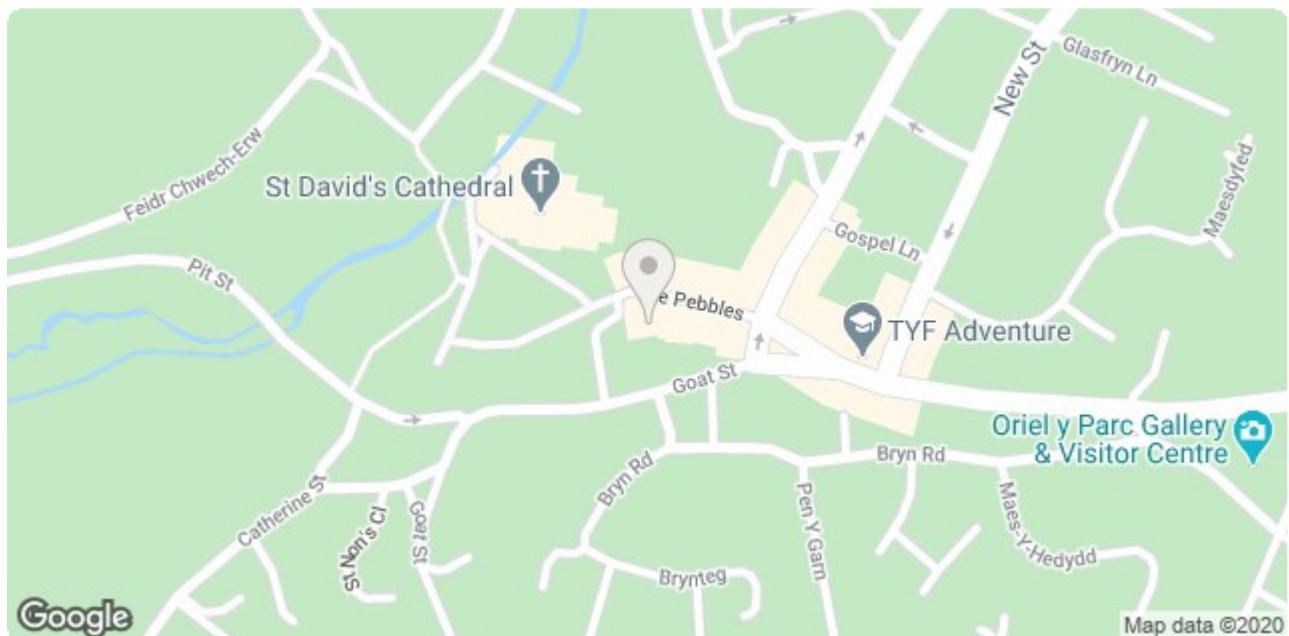 Glasfryn Ln
New St
Feidr Chwech-Erw
St David's Cathedral
Maesdyfed
Gospel Ln
Pit St
e Pebbles
TYF Adventure
Goat St
Oriel y Parc Gallery
& Visitor Centre
Bryn Rd
Bryn Rd
Catherine St
Pen Y Garn
Maes-Y-Hedydd
St Non's Cl
Goat St
Brynteg
Google
Map data ©2020